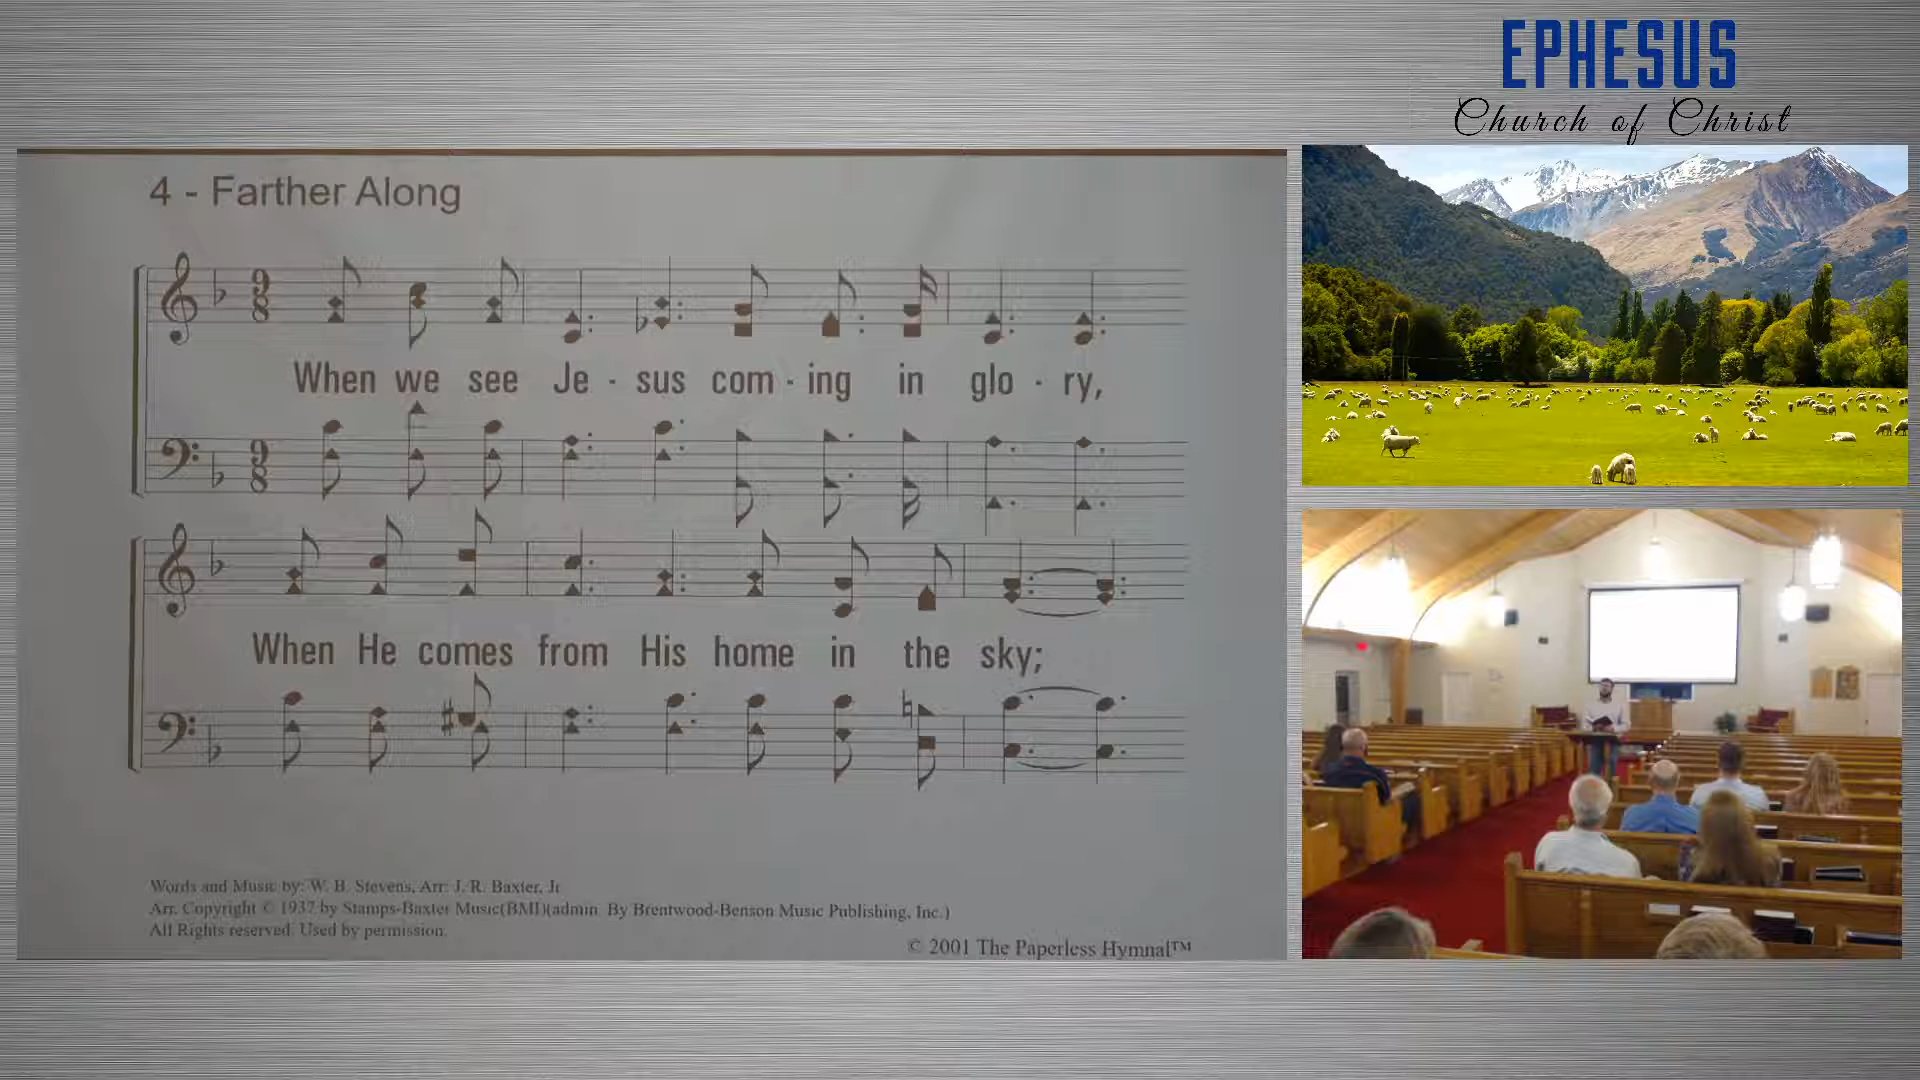 EPHESUS
Church of Christ
4 - Farther Along
When we see Je - sus com - ing in glo - ry,
When He comes from His home in the sky;
Words and Music by: W. B. Stevens, Arr: J. R. Baxter, Jr
Arr. Copyright © 1937 by Stamps-Baxter Music(BMI)(admin. By Brentwood-Benson Music Publishing, Inc.)
All Rights reserved. Used by permission.
© 2001 The Paperless Hymnal™